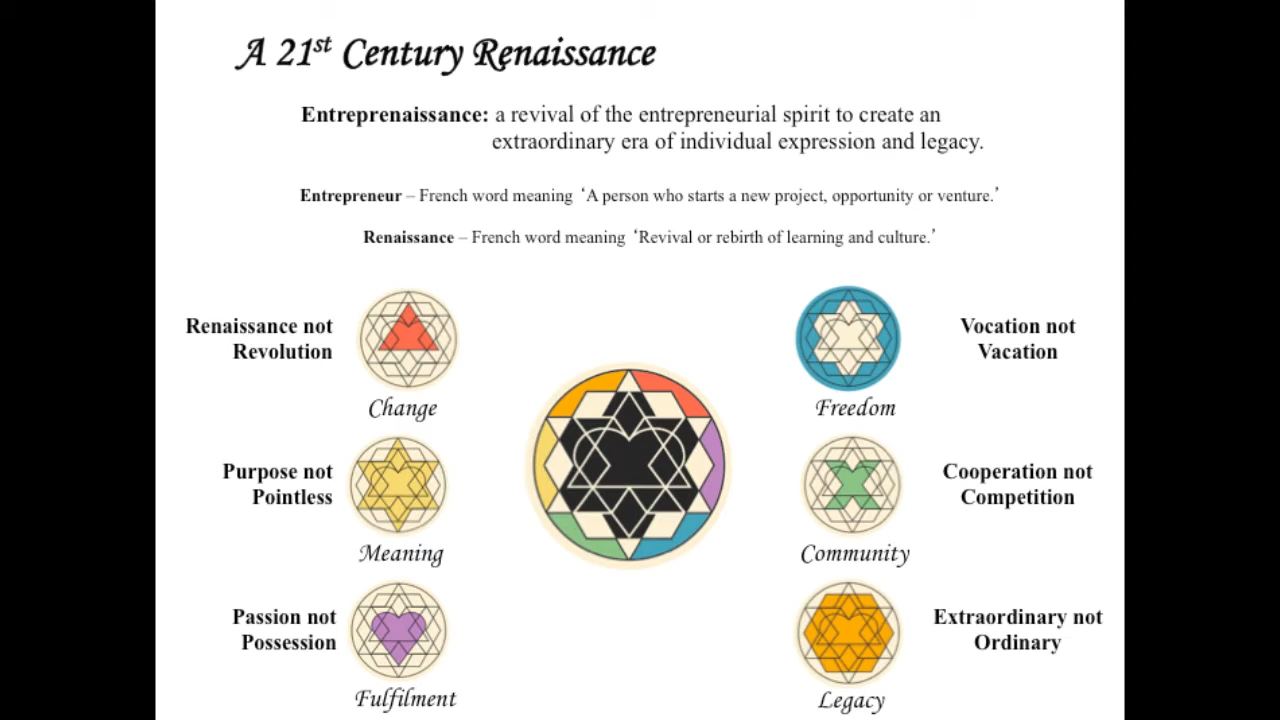 A 21st Century Renaissance
Entreprenaissance: a revival of the entrepreneurial spirit to create an
extraordinary era of individual expression and legacy.
Entrepreneur – French word meaning ‘A person who starts a new project, opportunity or venture.’
Renaissance – French word meaning ‘Revival or rebirth of learning and culture.’
Renaissance not
Revolution
Change
Purpose not
Pointless
Meaning
Passion not
Possession
Fulfilment
Vocation not
Vacation
Freedom
Cooperation not
Competition
Community
Extraordinary not
Ordinary
Legacy